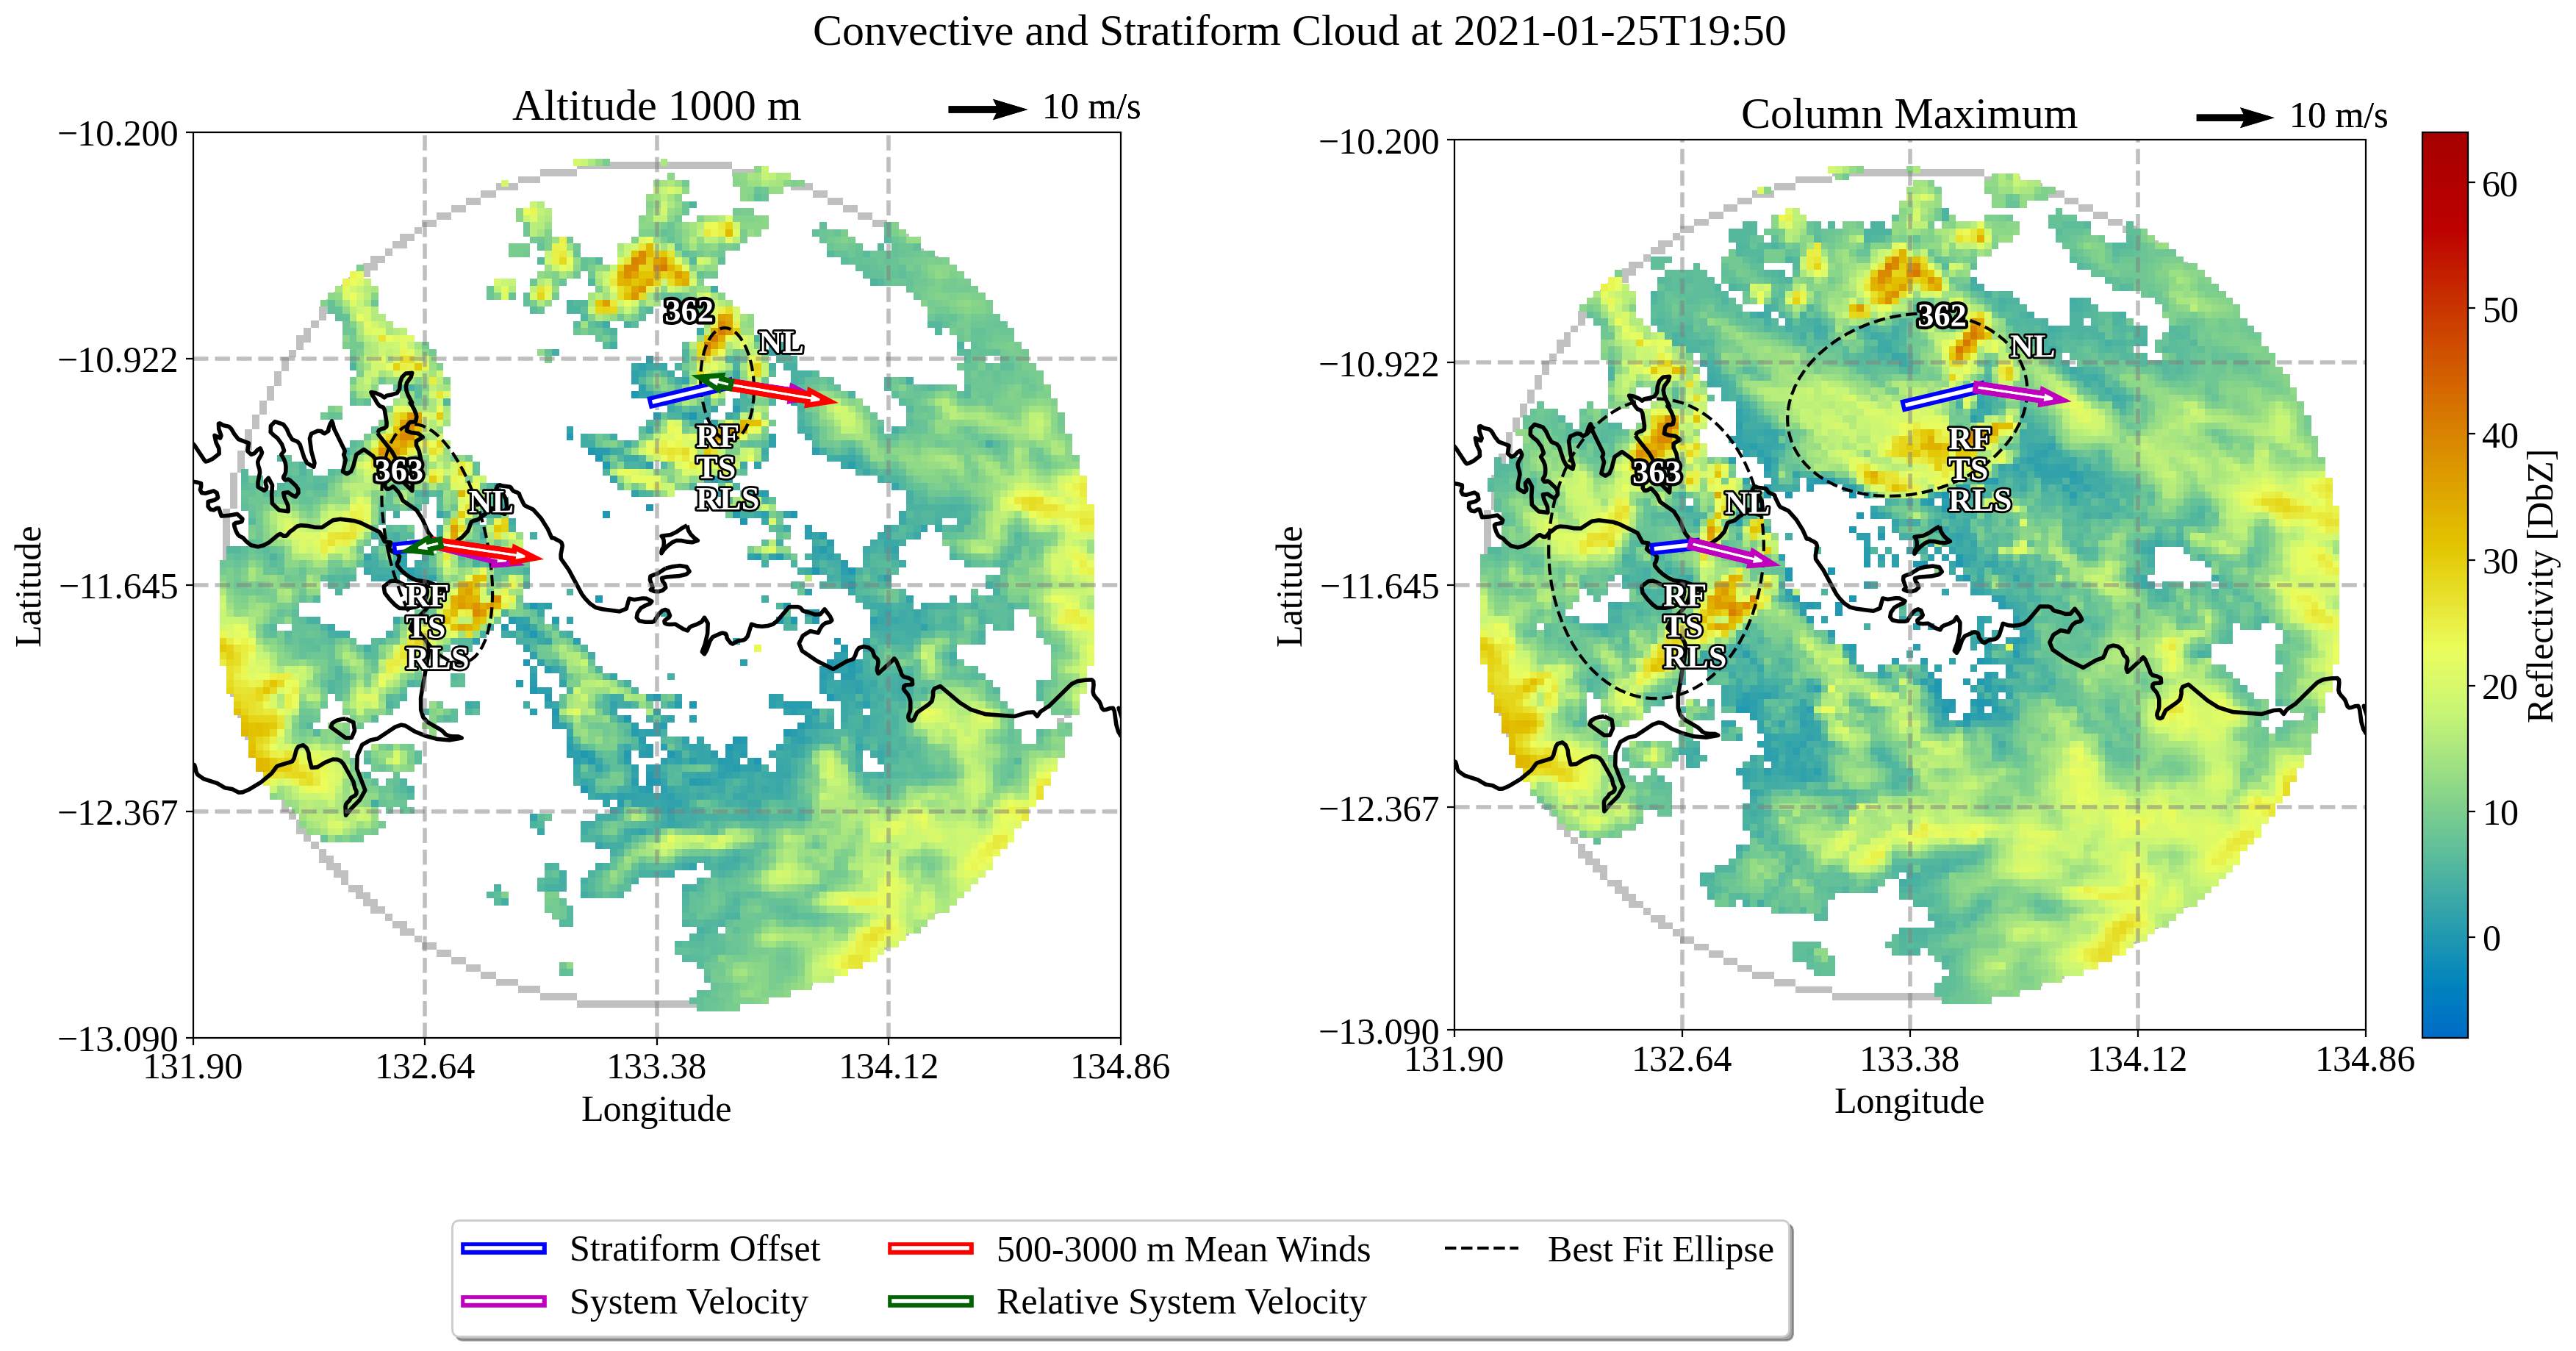 Convective and Stratiform Cloud at 2021-01-25T19:50
Altitude 1000 m
10 m/s
−10.200
−10.922
−11.645
−12.367
−13.090
Latitude
362
NL
RF
TS
RLS
363
NL
RF
TS
RLS
131.90
132.64
133.38
134.12
134.86
Longitude
Column Maximum
10 m/s
−10.200
−10.922
−11.645
−12.367
−13.090
Latitude
362
NL
RF
TS
RLS
363
NL
RF
TS
RLS
131.90
132.64
133.38
134.12
134.86
Longitude
60
50
40
30
20
10
0
Reflectivity [DbZ]
Stratiform Offset
System Velocity
500-3000 m Mean Winds
Relative System Velocity
Best Fit Ellipse